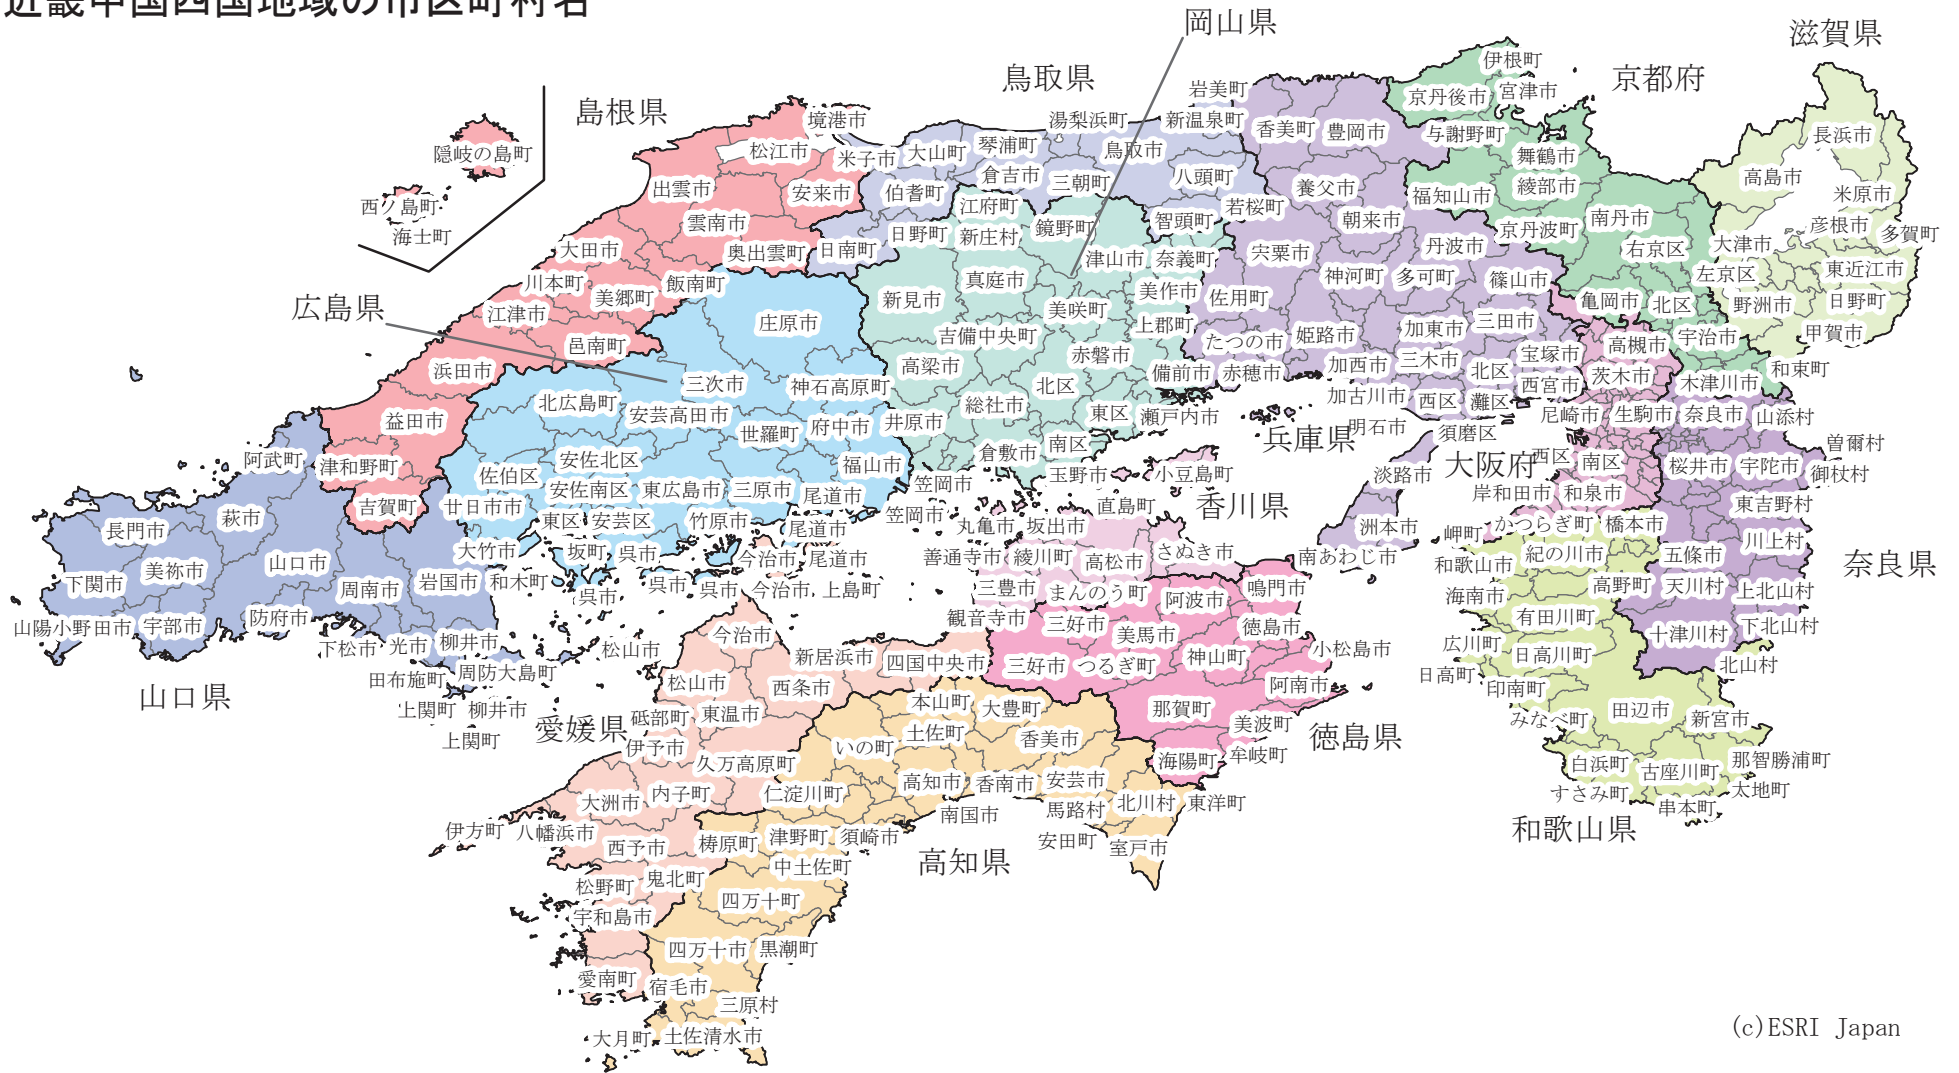 近畿中国四国地域の市区町村名
岡山県
滋賀県
鳥取県
京都府
島根県
広島県
兵庫県
大阪府
香川県
奈良県
山口県
愛媛県
徳島県
高知県
和歌山県
隠岐の島町
西ノ島町
海士町
境港市
松江市
米子市
大山町
琴浦町
湯梨浜町
岩美町
新温泉町
鳥取市
香美町
豊岡市
伊根町
京丹後市
宮津市
与謝野町
舞鶴市
長浜市
出雲市
安来市
伯耆町
倉吉市
三朝町
八頭町
養父市
福知山市
綾部市
高島市
米原市
雲南市
江府町
智頭町
若桜町
朝来市
京丹波町
南丹市
彦根市
多賀町
大田市
奥出雲町
日南町
日野町
新庄村
鏡野町
津山市
奈義町
宍粟市
丹波市
右京区
大津市
左京区
東近江市
川本町
美郷町
飯南町
新見市
真庭市
美作市
佐用町
神河町
多可町
篠山市
亀岡市
北区
野洲市
日野町
江津市
庄原市
美咲町
上郡町
吉備中央町
たつの市
姫路市
加東市
三田市
宇治市
甲賀市
邑南町
浜田市
三次市
神石高原町
高梁市
赤磐市
備前市
赤穂市
加西市
三木市
北区
宝塚市
高槻市
茨木市
木津川市
和東町
北広島町
安芸高田市
北区
総社市
東区
瀬戸内市
加古川市
西区
灘区
西宮市
尼崎市
生駒市
奈良市
山添村
益田市
世羅町
府中市
井原市
明石市
須磨区
曽爾村
阿武町
津和野町
佐伯区
安佐北区
福山市
倉敷市
南区
玉野市
小豆島町
淡路市
西区
南区
桜井市
宇陀市
御杖村
吉賀町
廿日市市
安佐南区
東広島市
三原市
尾道市
笠岡市
笠岡市
直島町
岸和田市
和泉市
東吉野村
長門市
萩市
東区
安芸区
竹原市
尾道市
丸亀市
坂出市
洲本市
岬町
かつらぎ町
橋本市
川上村
大竹市
坂町
呉市
今治市
尾道市
善通寺市
綾川町
高松市
さぬき市
南あわじ市
和歌山市
紀の川市
五條市
下関市
美祢市
山口市
周南市
岩国市
和木町
呉市
呉市
呉市
今治市
上島町
三豊市
まんのう町
阿波市
鳴門市
海南市
高野町
天川村
上北山村
山陽小野田市
宇部市
防府市
下松市
光市
柳井市
松山市
今治市
観音寺市
三好市
美馬市
徳島市
有田川町
十津川村
下北山村
田布施町
周防大島町
新居浜市
四国中央市
三好市
つるぎ町
神山町
小松島市
広川町
日高川町
北山村
上関町
柳井市
上関町
松山市
西条市
砥部町
東温市
本山町
大豊町
那賀町
阿南市
美波町
日高町
印南町
みなべ町
田辺市
新宮市
伊予市
久万高原町
いの町
土佐町
香美市
海陽町
牟岐町
白浜町
古座川町
那智勝浦町
大洲市
内子町
仁淀川町
高知市
香南市
安芸市
南国市
馬路村
北川村
東洋町
すさみ町
串本町
太地町
伊方町
八幡浜市
西予市
梼原町
津野町
須崎市
安田町
室戸市
中土佐町
松野町
鬼北町
四万十町
宇和島市
四万十市
黒潮町
愛南町
宿毛市
三原村
大月町
土佐清水市
(c)ESRI Japan